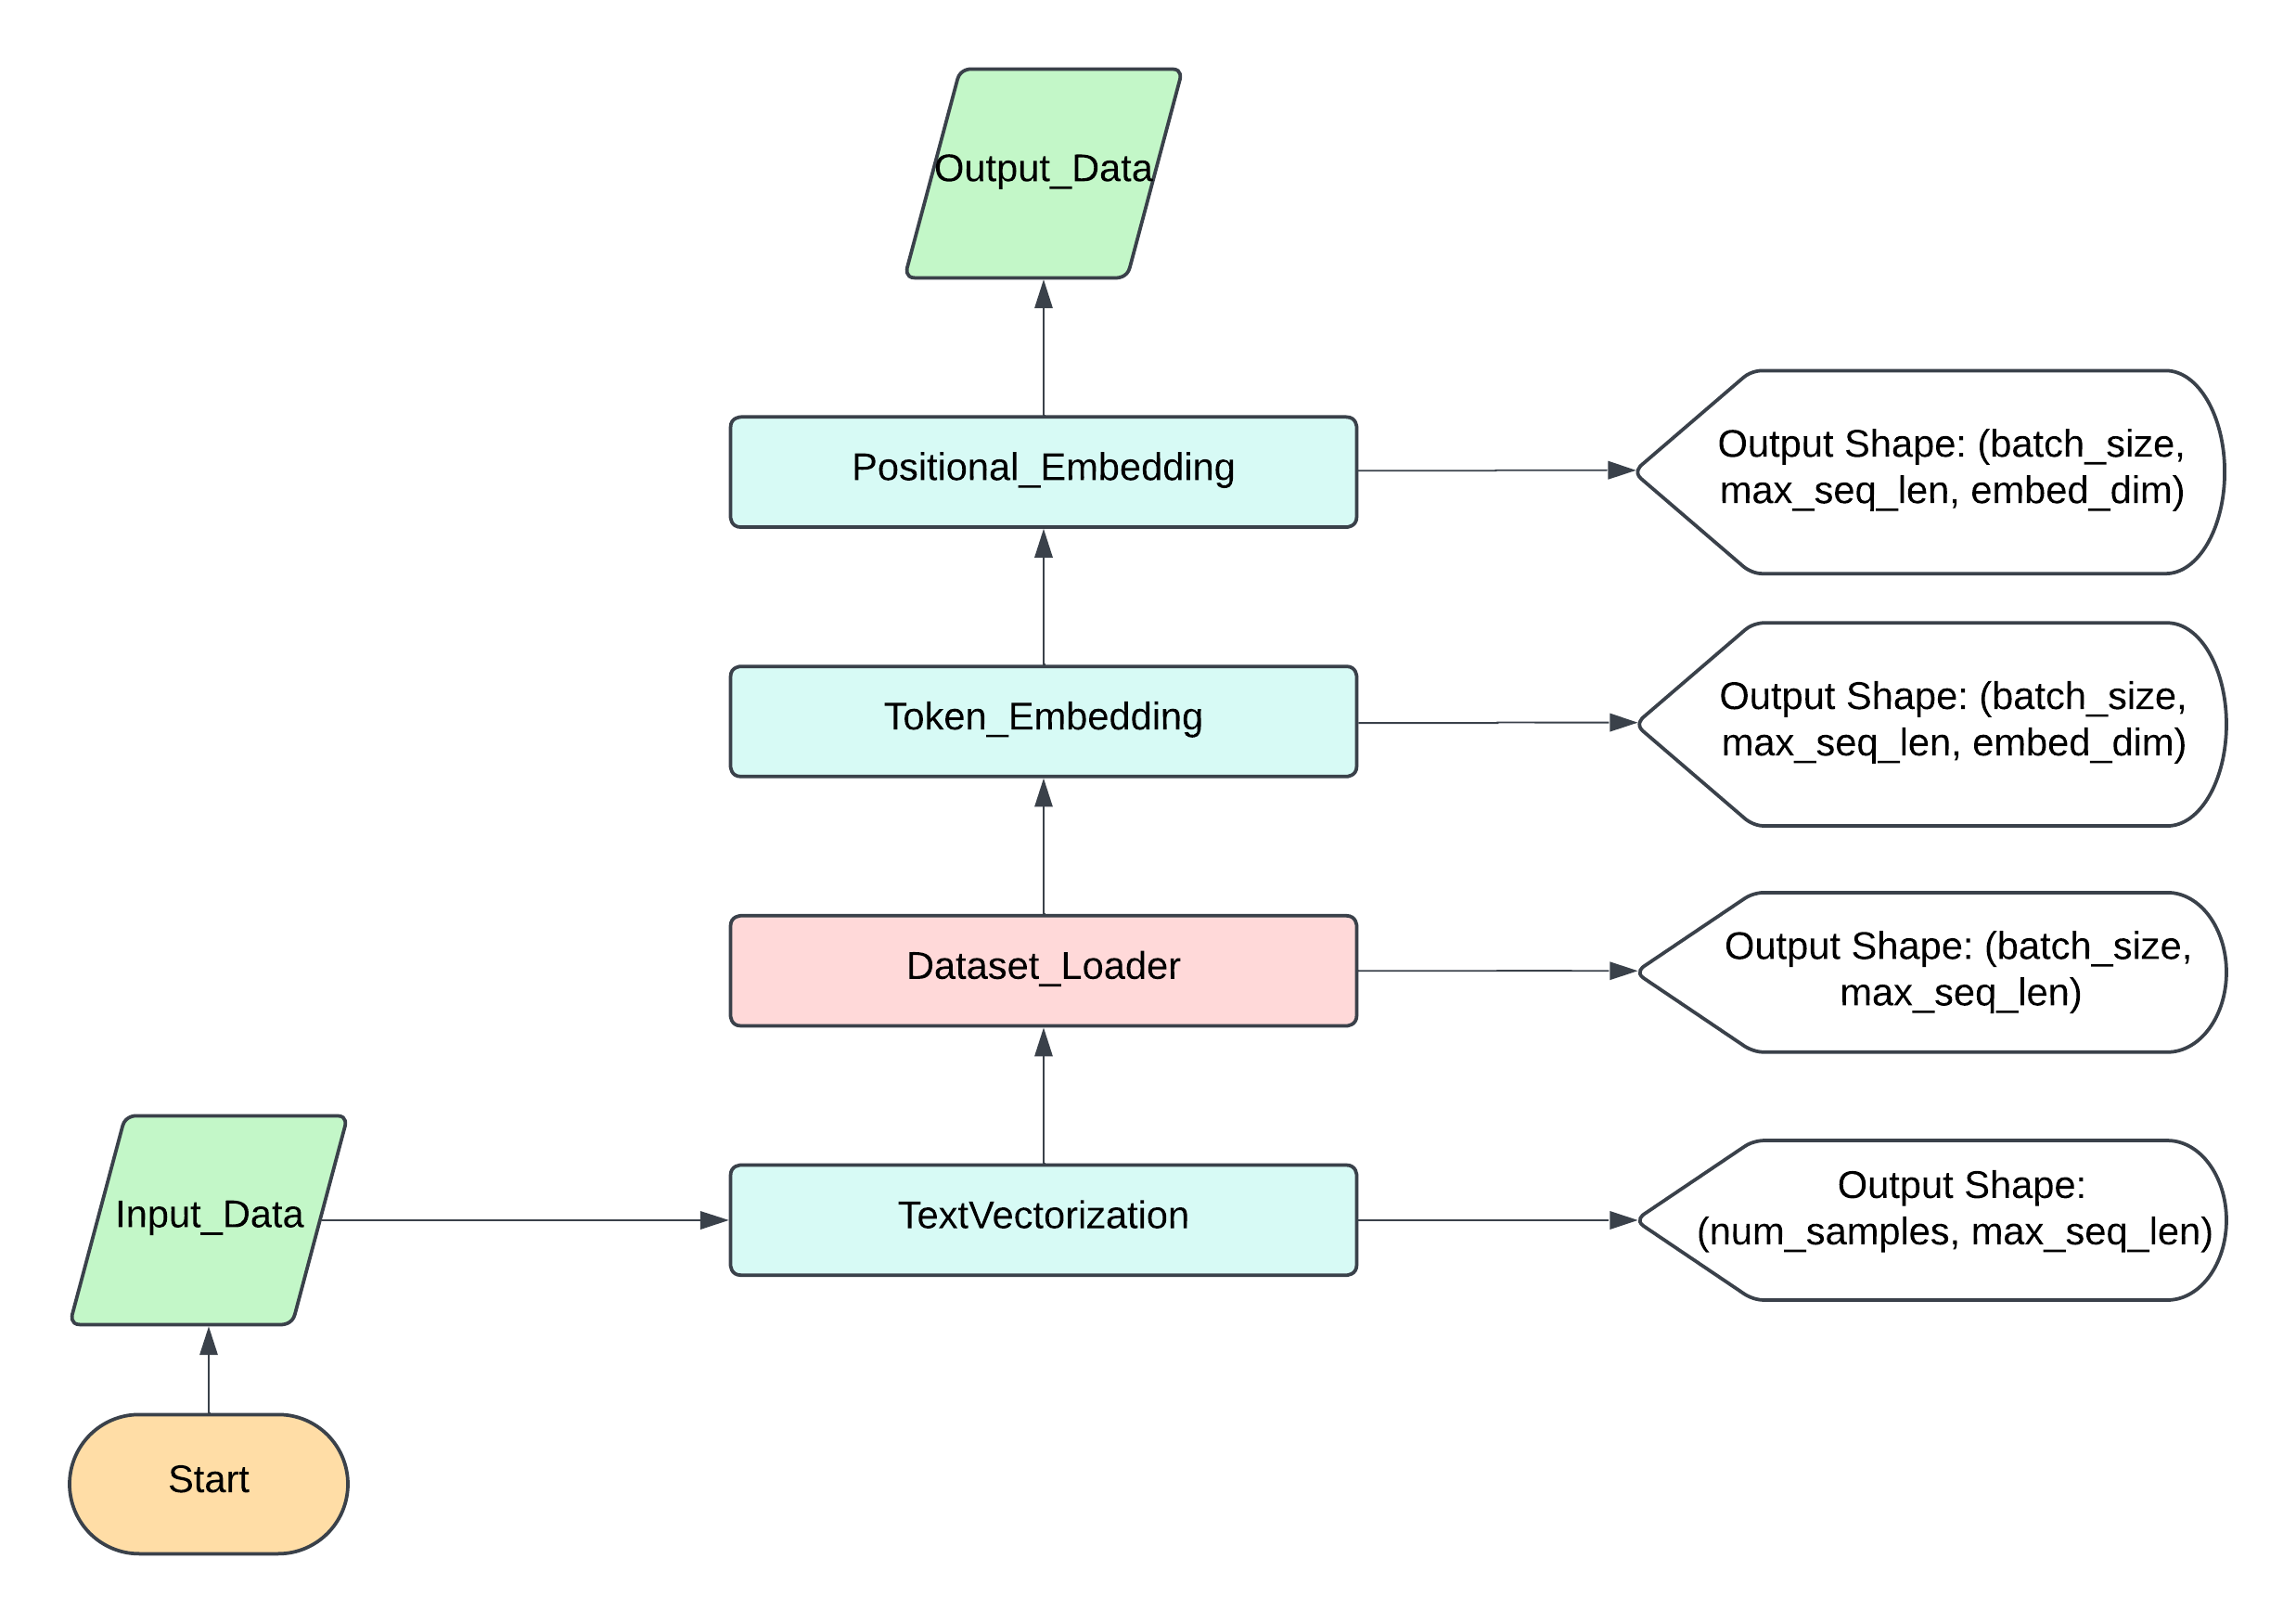 Output_Data
Positional_Embedding
Output Shape: (batch_size,
max_seq_len, embed_dim)
Token_Embedding
Output Shape: (batch_size,
max_seq_len, embed_dim)
Dataset_Loader
Output Shape: (batch_size,
max_seq_len)
Input_Data
TextVectorization
Output Shape:
(num_samples, max_seq_len)
Start